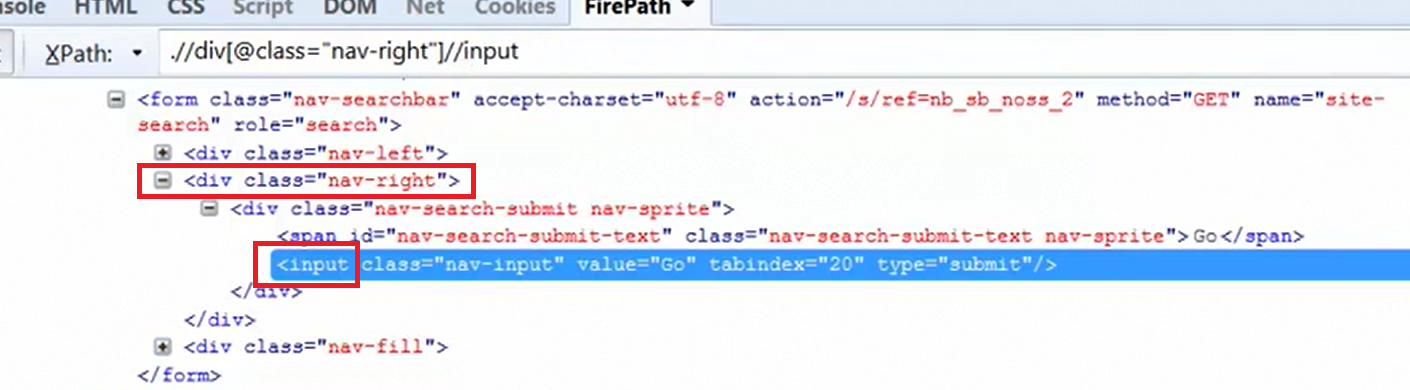 nsole HTML CSS Script DOM Net Cookies FirePath
XPath: .//div[@class="nav-right"]//input
<form class="nav-searchbar" accept-charset="utf-8" action="/s/ref=nb_sb_noss_2" method="GET" name="site-
search" role="search">
<div class="nav-left">
<div class="nav-right">
<div class="nav-search-submit nav-sprite">
<span id="nav-search-submit-text" class="nav-search-submit-text nav-sprite">Go</span>
<input class="nav-input" value="Go" tabindex="20" type="submit"/>
</div>
</div>
<div class="nav-fill">
</form>